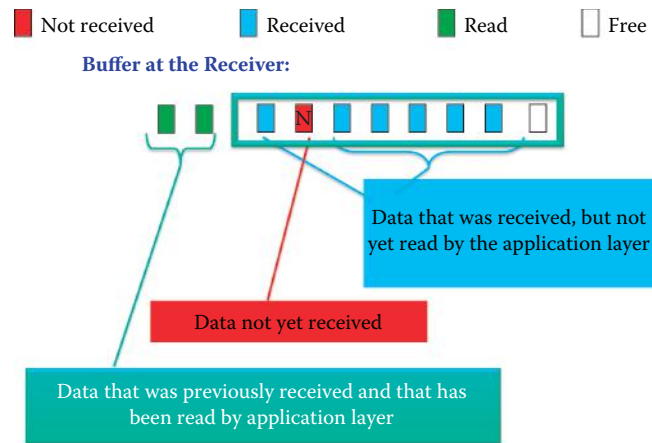 Not received Received Read Free
Buffer at the Receiver:
N
Data that was received, but not
yet read by the application layer
Data not yet received
Data that was previously received and that has
been read by application layer